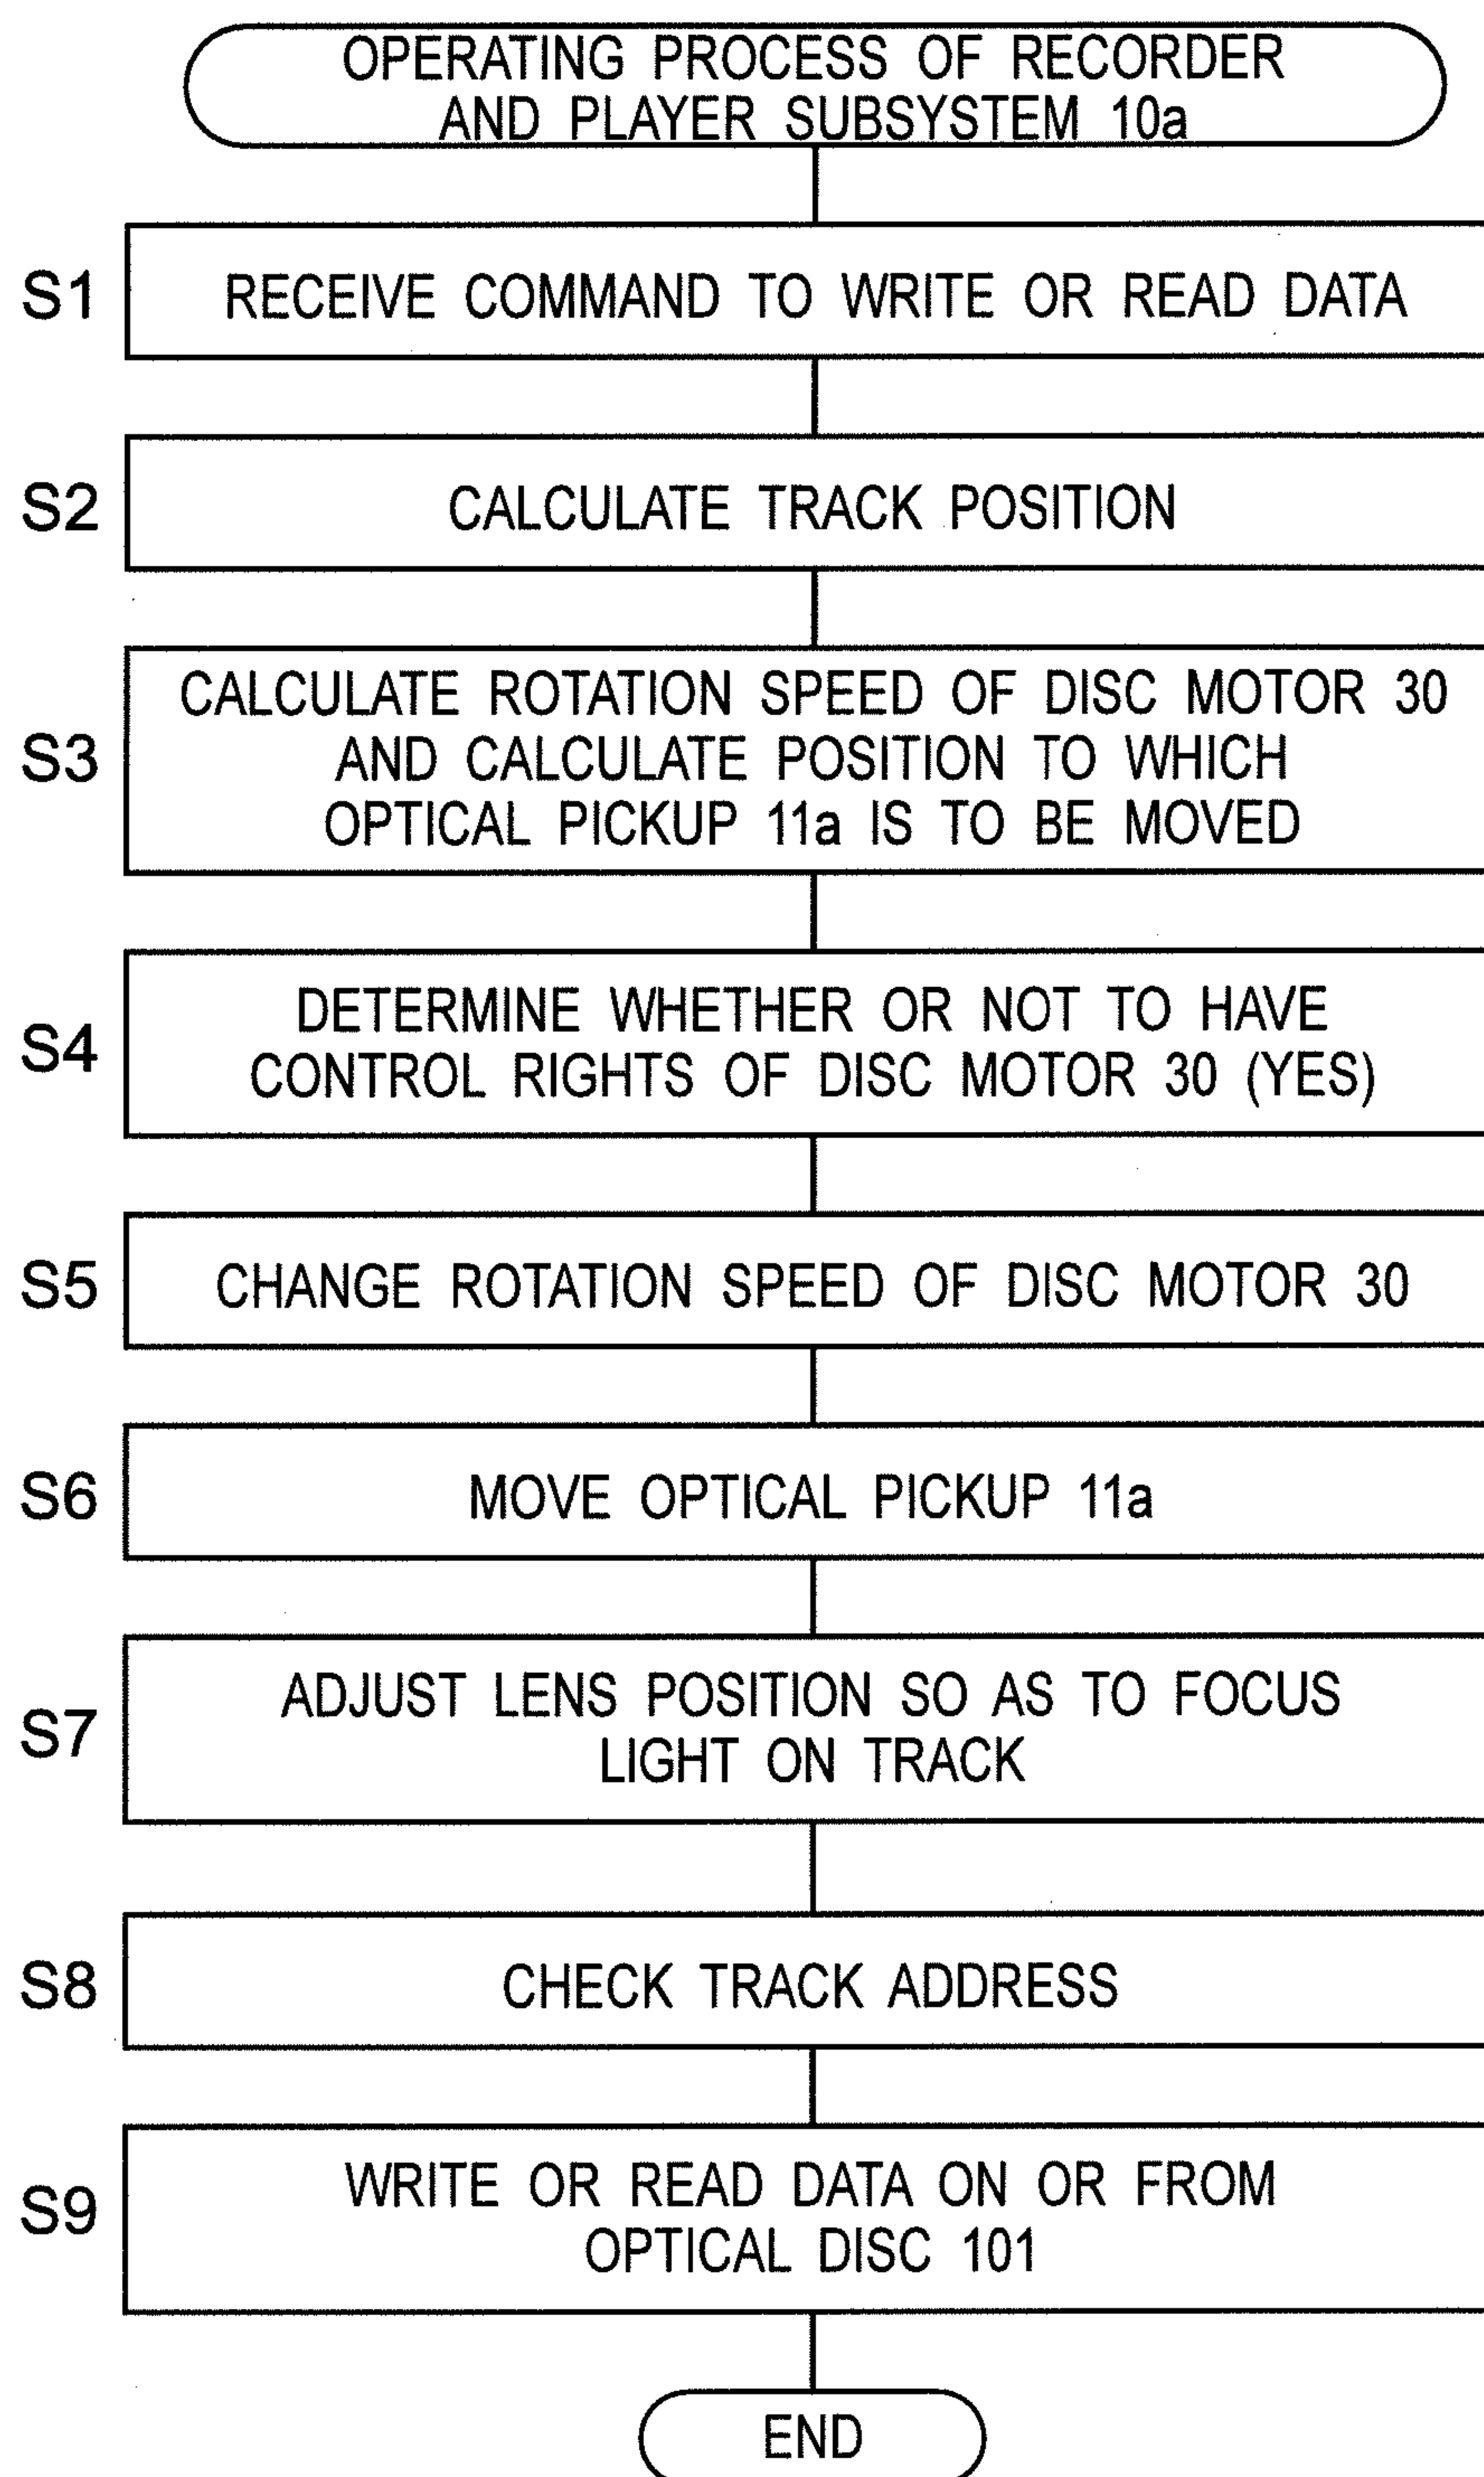 OPERATING PROCESS OF RECORDER
AND PLAYER SUBSYSTEM 10a
S1
RECEIVE COMMAND TO WRITE OR READ DATA
S2
CALCULATE TRACK POSITION
S3
CALCULATE ROTATION SPEED OF DISC MOTOR 30
AND CALCULATE POSITION TO WHICH
OPTICAL PICKUP 11a IS TO BE MOVED
S4
DETERMINE WHETHER OR NOT TO HAVE
CONTROL RIGHTS OF DISC MOTOR 30 (YES)
S5
CHANGE ROTATION SPEED OF DISC MOTOR 30
S6
MOVE OPTICAL PICKUP 11a
S7
ADJUST LENS POSITION SO AS TO FOCUS
LIGHT ON TRACK
S8
CHECK TRACK ADDRESS
S9
WRITE OR READ DATA ON OR FROM
OPTICAL DISC 101
END